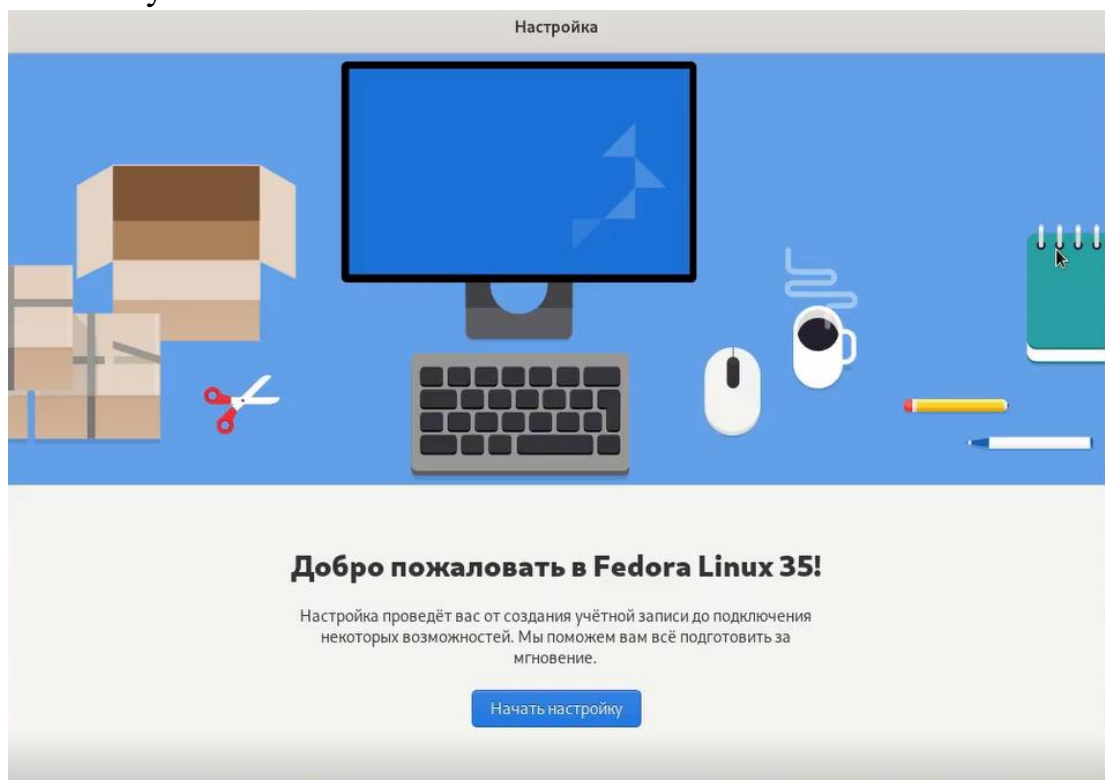 Настройка
Добро пожаловать в Fedora Linux 35!
Настройка проведёт вас от создания учётной записи до подключения
некоторых возможностей. Мы поможем вам всё подготовить за
мгновение.
Начать настройку